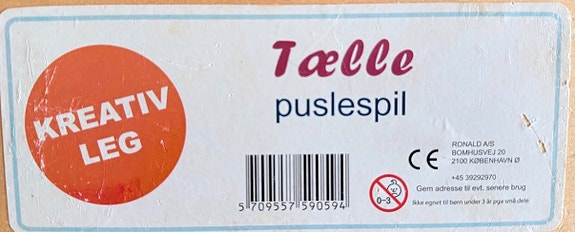 KREATIV
LEG
Tælle
puslespil
RONALD A/S
BOMHUSVEJ 20
2100 KØBENHAVN Ø
CE
+45 39292970
0-3
Gem adresse til evt. senere brug
Ikke egnet til børn under 3 år pga små dele
5 709557 590594